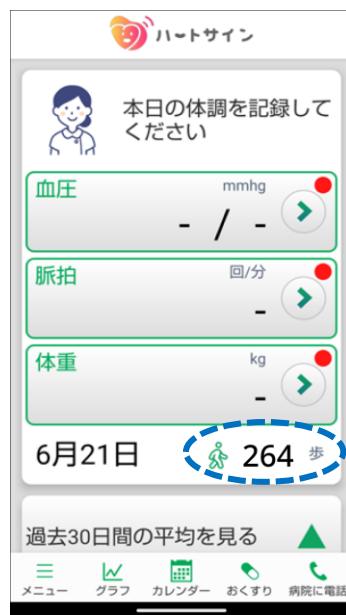 ハートサイン
本日の体調を記録して
ください
血圧
mmhg
- / -
脈拍
回/分
-
体重
kg
-
6月21日
264 歩
過去30日間の平均を見る
メニュー グラフ カレンダー おくすり 病院に電話